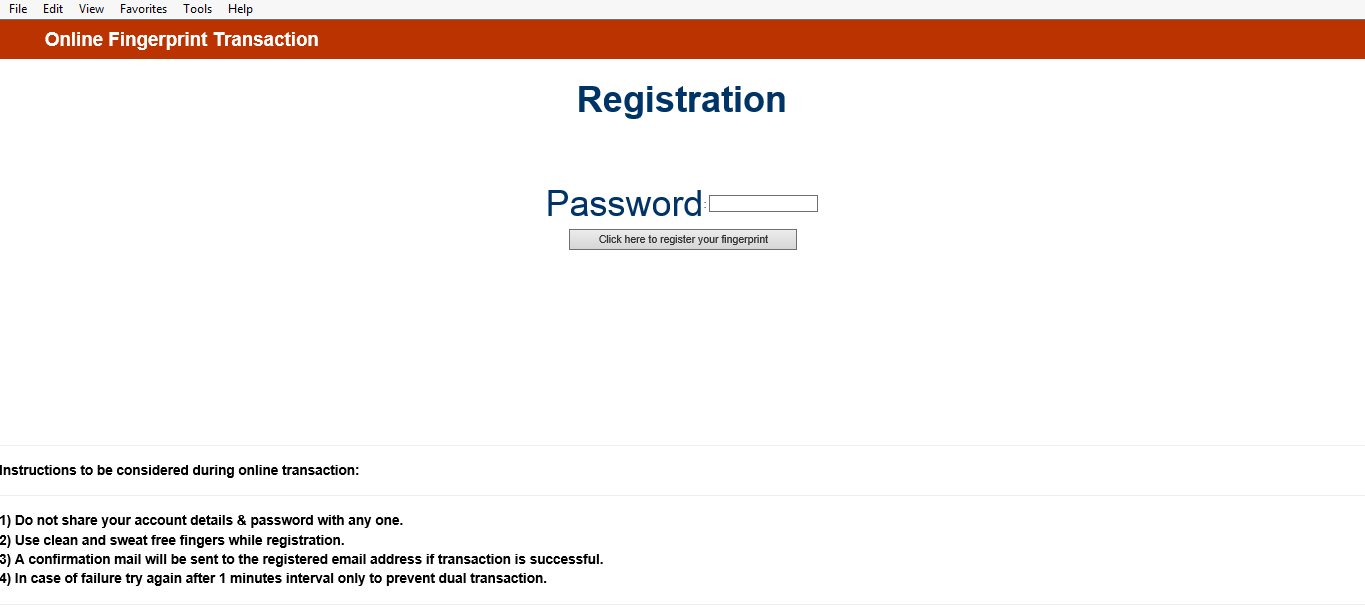 File Edit View Favorites Tools Help
Online Fingerprint Transaction
Registration
Password:
Click here to register your fingerprint
Instructions to be considered during online transaction:
1) Do not share your account details & password with any one.
2) Use clean and sweat free fingers while registration.
3) A confirmation mail will be sent to the registered email address if transaction is successful.
4) In case of failure try again after 1 minutes interval only to prevent dual transaction.